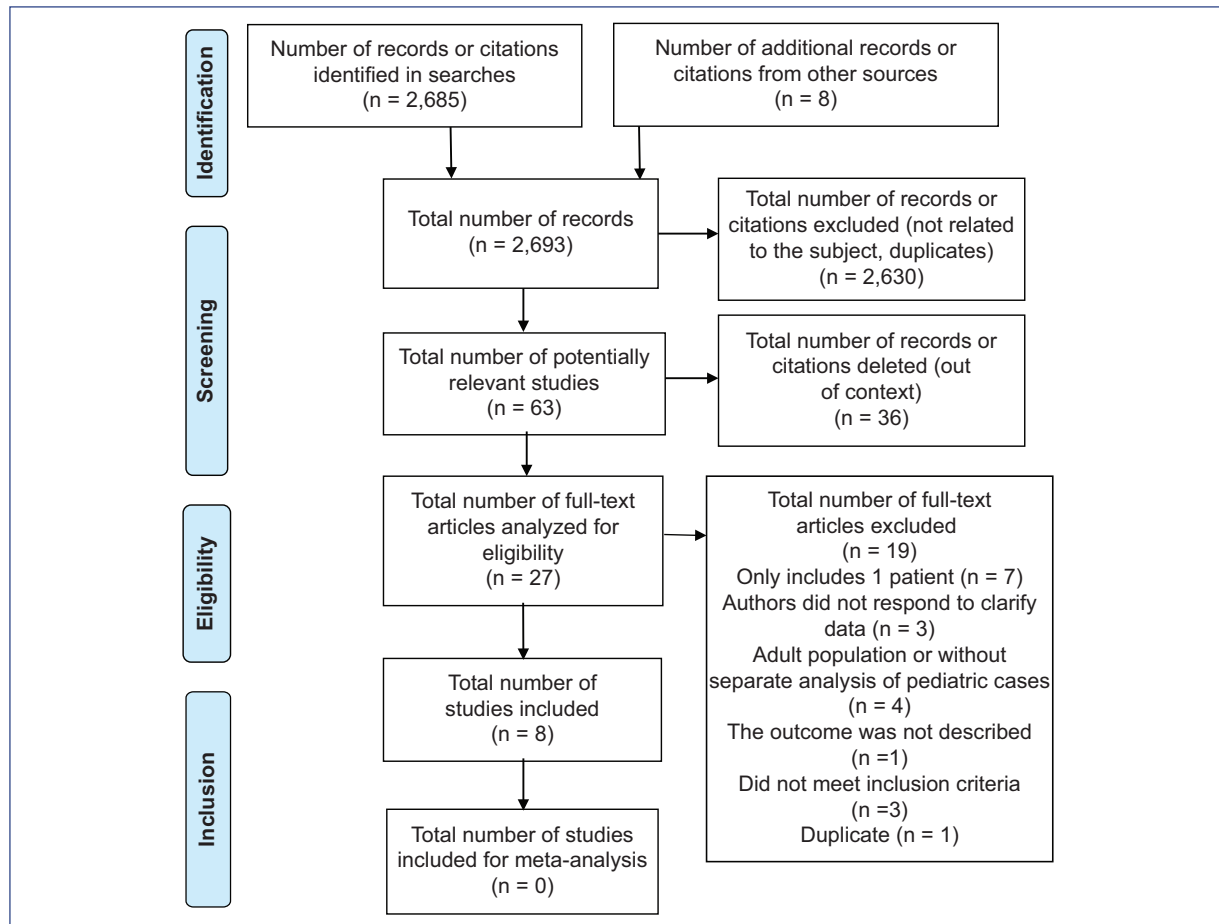 Identification
Number of records or citations
identified in searches
(n = 2,685)
Number of additional records or
citations from other sources
(n = 8)
Total number of records
(n = 2,693)
Total number of records or
citations excluded (not related
to the subject, duplicates)
(n = 2,630)
Screening
Total number of potentially
relevant studies
(n = 63)
Total number of records or
citations deleted (out
of context)
(n = 36)
Eligibility
Total number of full-text
articles analyzed for
eligibility
(n = 27)
Total number of full-text
articles excluded
(n = 19)
Only includes 1 patient (n = 7)
Authors did not respond to clarify
data (n = 3)
Adult population or without
separate analysis of pediatric cases
(n = 4)
The outcome was not described
(n =1)
Did not meet inclusion criteria
(n =3)
Duplicate (n = 1)
Inclusion
Total number of
studies included
(n = 8)
Total number of studies
included for meta-analysis
(n = 0)